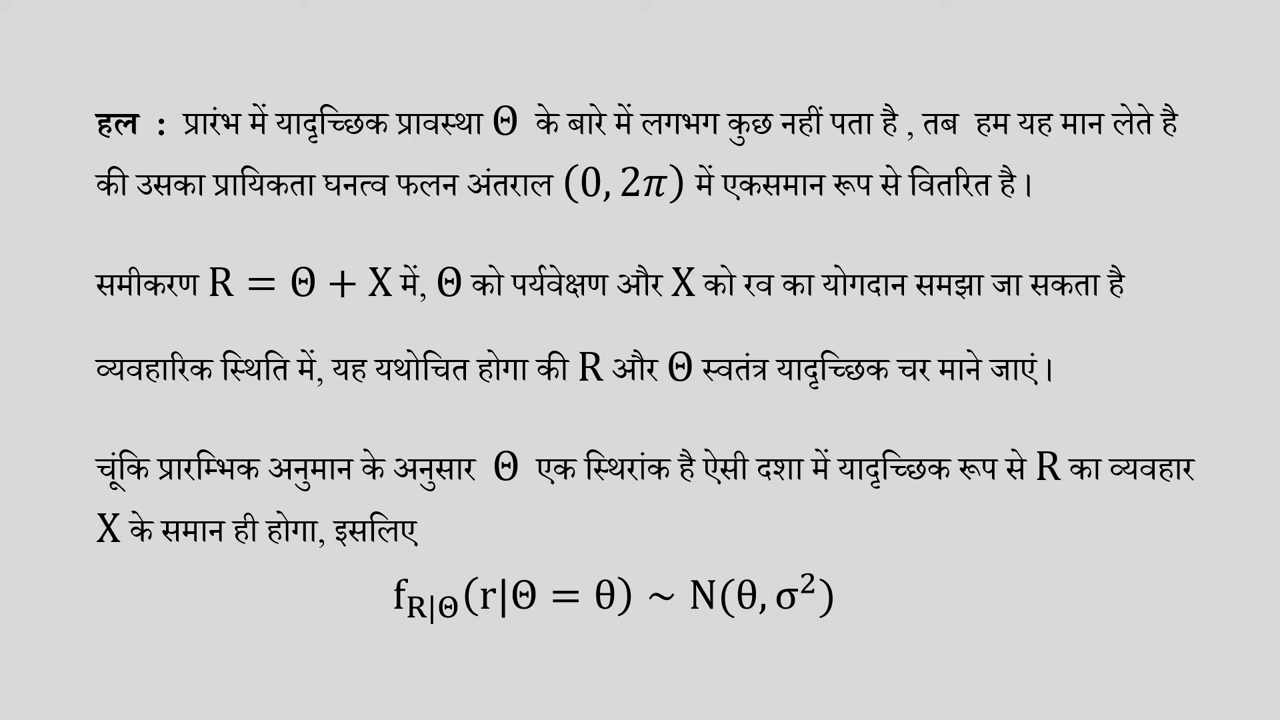 हल : प्रारंभ में यादृच्छिक प्रावस्था Θ के बारे में लगभग कुछ नहीं पता है , तब हम यह मान लेते है
की उसका प्रायिकता घनत्व फलन अंतराल (0, 2π) में एकसमान रूप से वितरित है।
समीकरण R = Θ + X में, Θ को पर्यवेक्षण और X को रव का योगदान समझा जा सकता है
व्यवहारिक स्थिति में, यह यथोचित होगा की R और Θ स्वतंत्र यादृच्छिक चर माने जाएं।
चूंकि प्रारम्भिक अनुमान के अनुसार Θ एक स्थिरांक है ऐसी दशा में यादृच्छिक रूप से R का व्यवहार
X के समान ही होगा, इसलिए
f_{R|Θ}(r|Θ = θ) ~ N(θ, σ²)